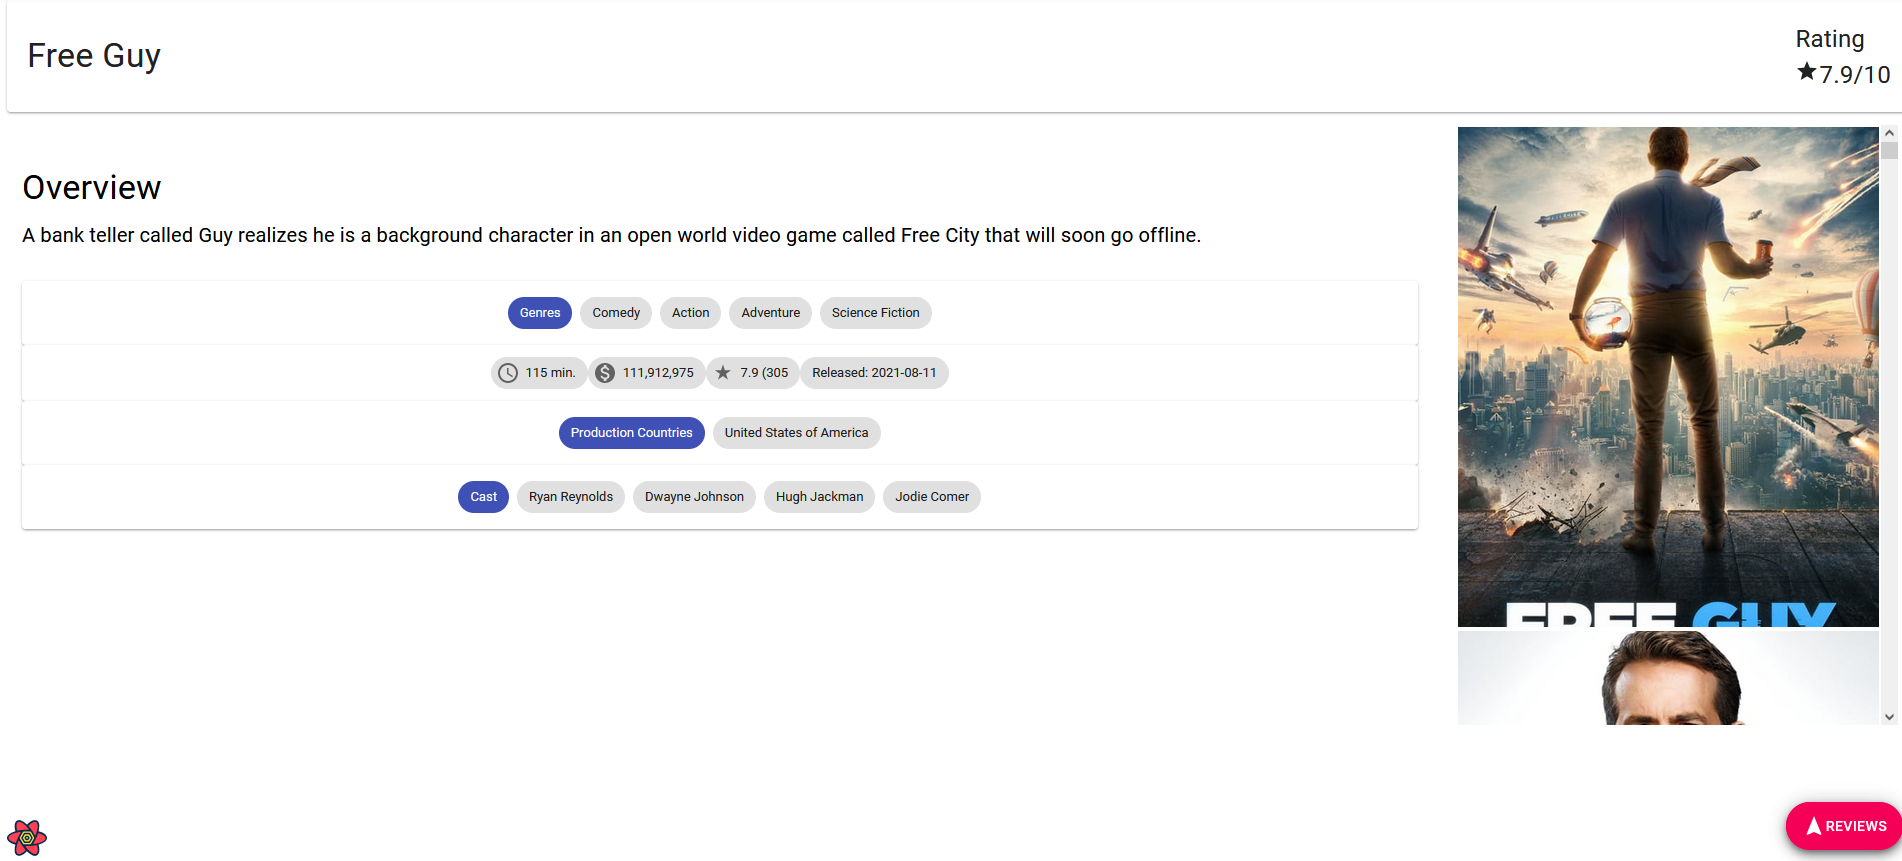 Free Guy
Rating
★7.9/10
Overview
A bank teller called Guy realizes he is a background character in an open world video game called Free City that will soon go offline.
Genres Comedy Action Adventure Science Fiction
115 min. 111,912,975 7.9 (305 Released: 2021-08-11
Production Countries United States of America
Cast Ryan Reynolds Dwayne Johnson Hugh Jackman Jodie Comer
FREE GUY
REVIEWS